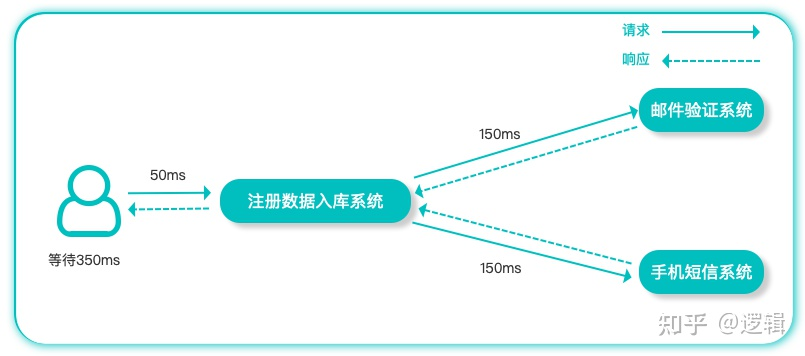 请求
响应
邮件验证系统
150ms
50ms
注册数据入库系统
等待350ms
150ms
手机短信系统
知乎 @逻辑